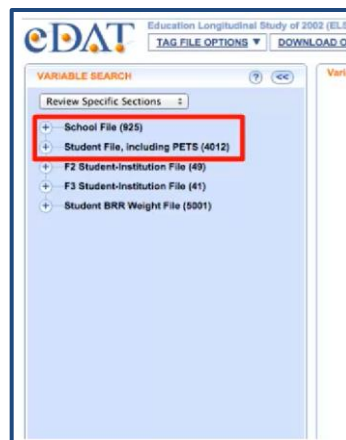 eDAT
Education Longitudinal Study of 2002 (ELS
TAG FILE OPTIONS ▼ DOWNLOAD O
VARIABLE SEARCH ? <<
Vari
Review Specific Sections
+ School File (925)
+ Student File, including PETS (4012)
+ F2 Student-Institution File (49)
+ F3 Student-Institution File (41)
+ Student BRR Weight File (5001)